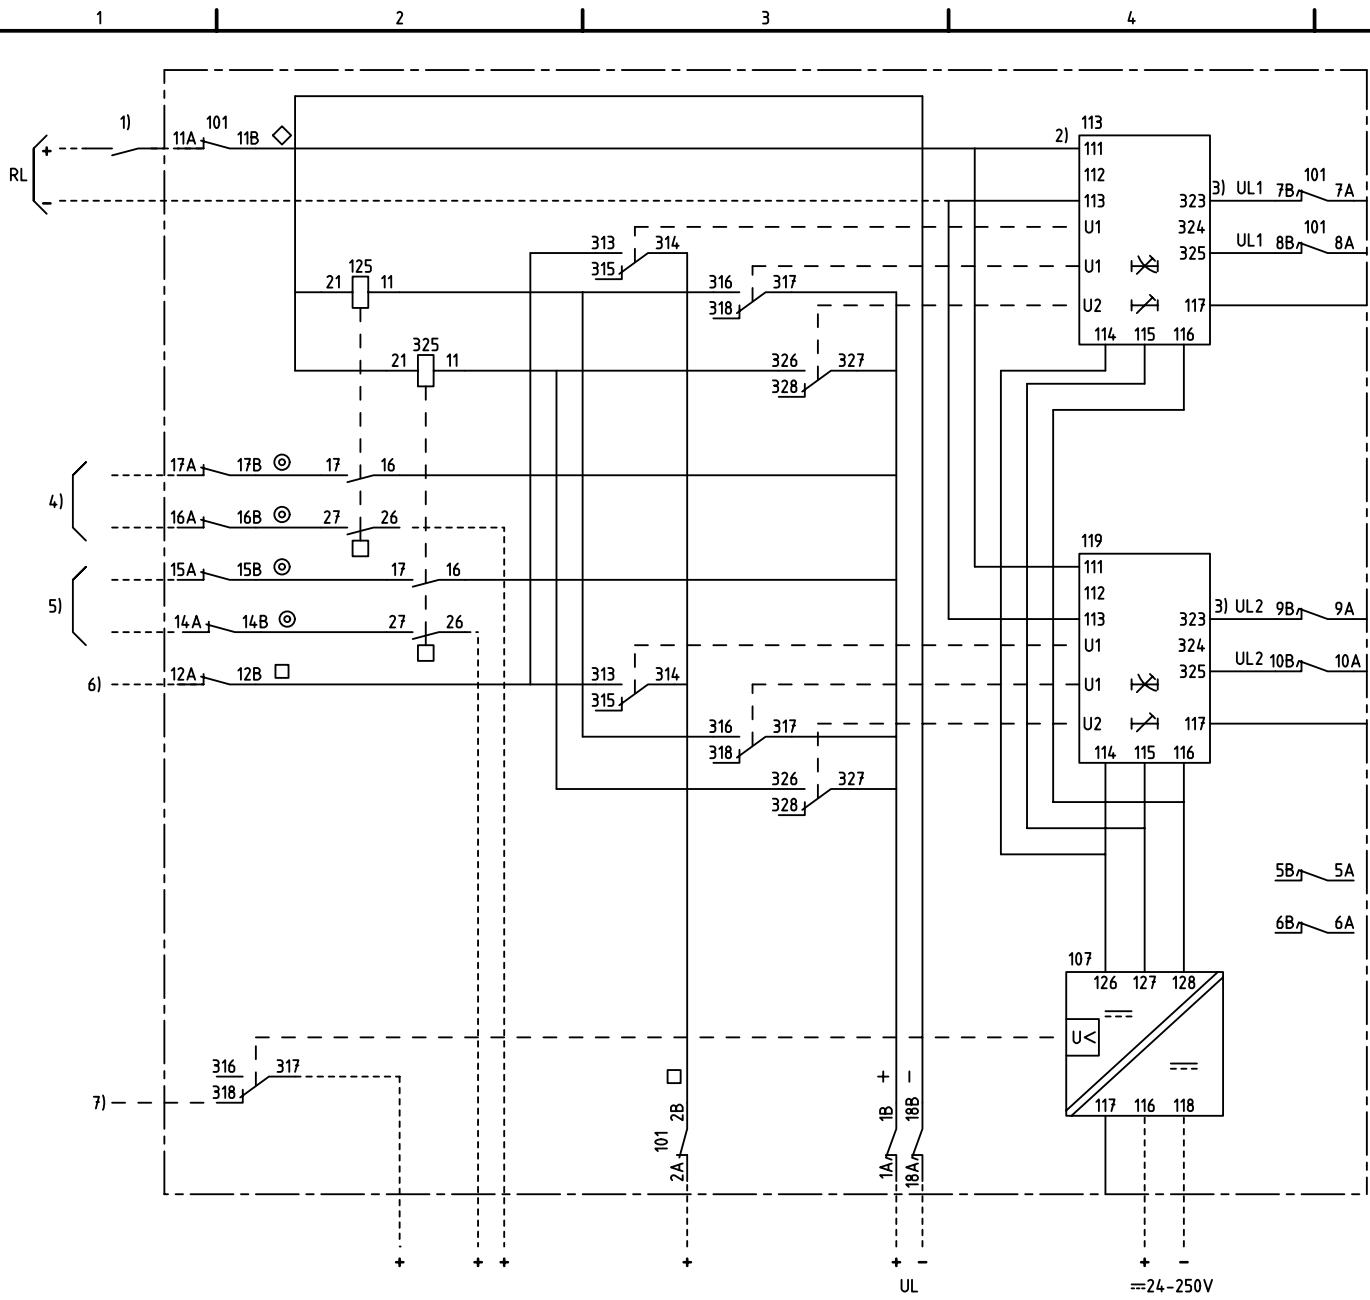 1 2 3 4
1) 11A 101 11B 2) 113
RL + 111
112 3) UL1 7B 101 7A
- 113 323
U1 324
313 314 UL1 8B 101 8A
325
315 U1
125
21 11 316 317
318 U2 117
114 115 116
325
21 11 326 327
328
17A 17B 17 16
4)
16A 16B 27 26
119
15A 15B 17 16 111
112
5) 3) UL2 9B 9A
14A 14B 27 26 113 323
U1 324
UL2 10B 10A
6) 12A 12B 313 314 325
315 U1
316 317 U2 117
318 114 115 116
326 327
328
5B 5A
6B 6A
107
126 127 128
U<
316 317
7) 318
+ -
2B 1B 18B 117 116 118
101
2A 1A 18A
+ + + + + - + -
UL 24-250V